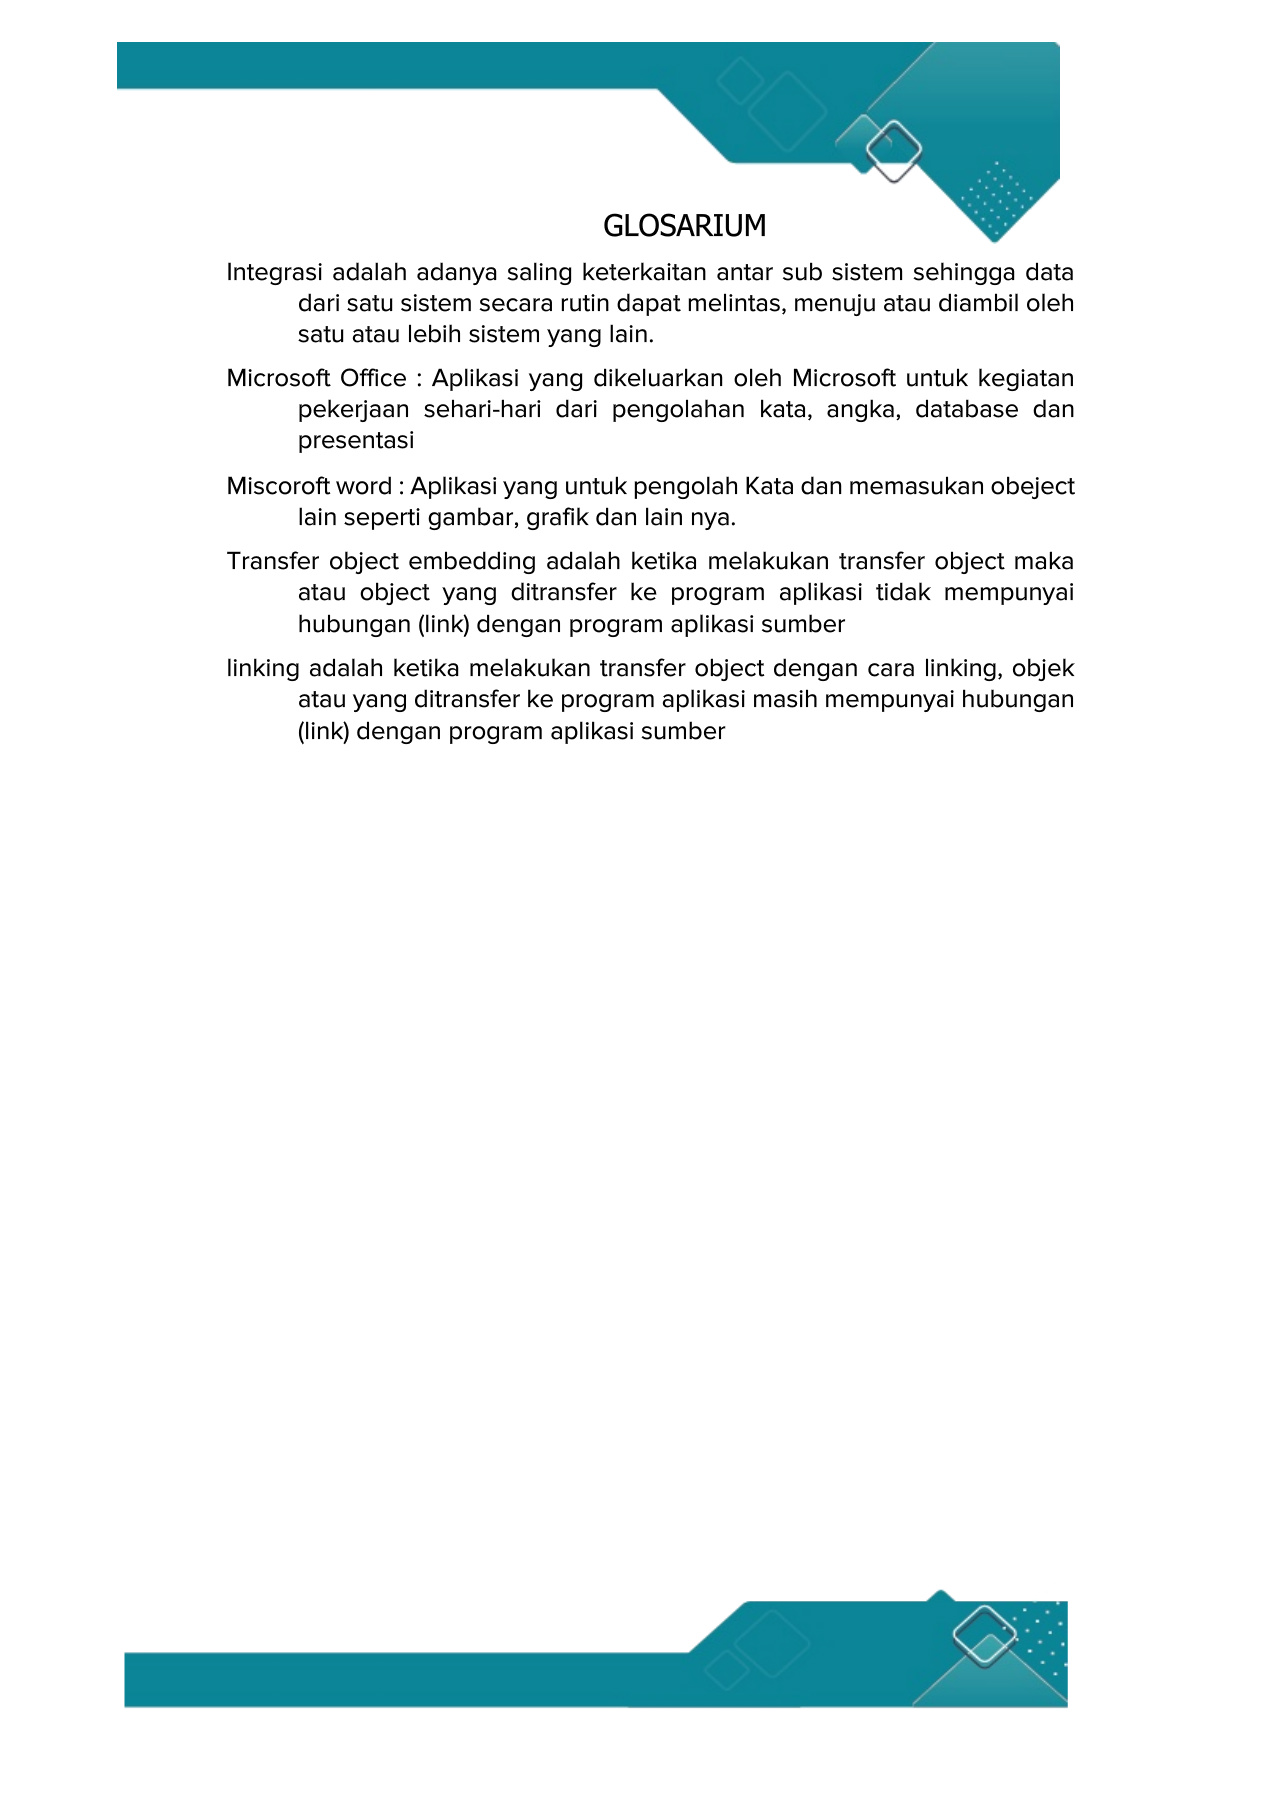 GLOSARIUM
Integrasi adalah adanya saling keterkaitan antar sub sistem sehingga data
dari satu sistem secara rutin dapat melintas, menuju atau diambil oleh
satu atau lebih sistem yang lain.
Microsoft Office : Aplikasi yang dikeluarkan oleh Microsoft untuk kegiatan
pekerjaan sehari-hari dari pengolahan kata, angka, database dan
presentasi
Miscoroft word : Aplikasi yang untuk pengolah Kata dan memasukan obeject
lain seperti gambar, grafik dan lain nya.
Transfer object embedding adalah ketika melakukan transfer object maka
atau object yang ditransfer ke program aplikasi tidak mempunyai
hubungan (link) dengan program aplikasi sumber
linking adalah ketika melakukan transfer object dengan cara linking, objek
atau yang ditransfer ke program aplikasi masih mempunyai hubungan
(link) dengan program aplikasi sumber